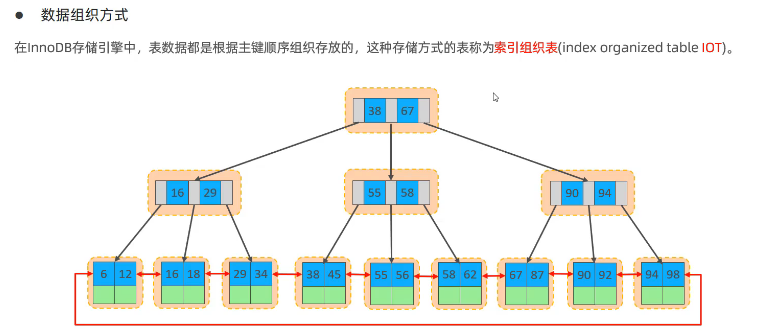 ● 数据组织方式
在InnoDB存储引擎中，表数据都是根据主键顺序组织存放的，这种存储方式的表称为索引组织表(index organized table IOT)。
38 67
16 29 55 58 90 94
6 12 16 18 29 34 38 45 55 56 58 62 67 87 90 92 94 98